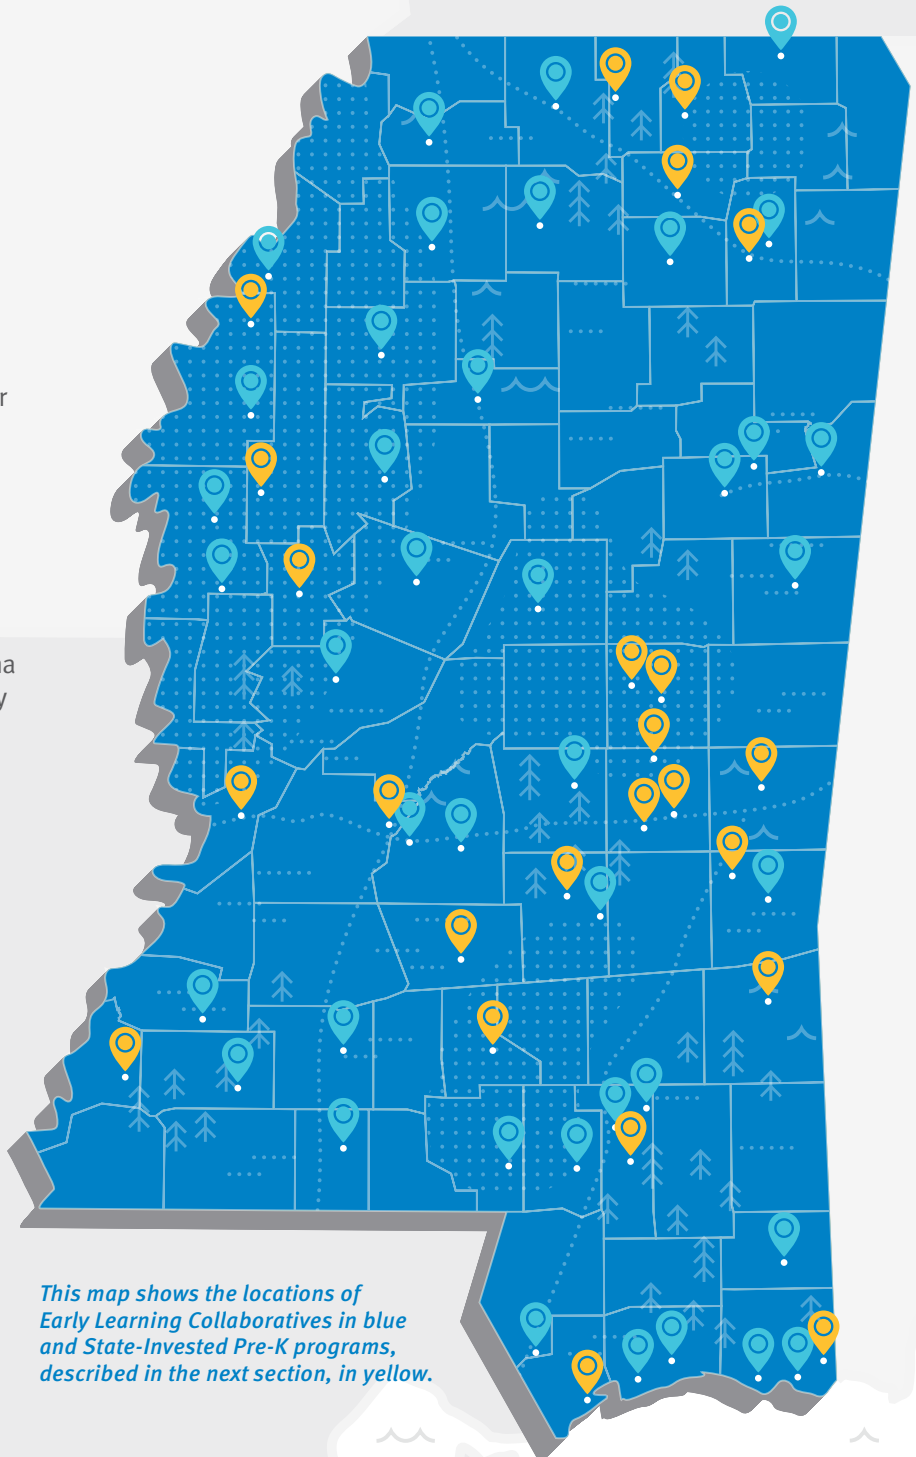 r
na
y
This map shows the locations of
Early Learning Collaboratives in blue
and State-Invested Pre-K programs,
described in the next section, in yellow.